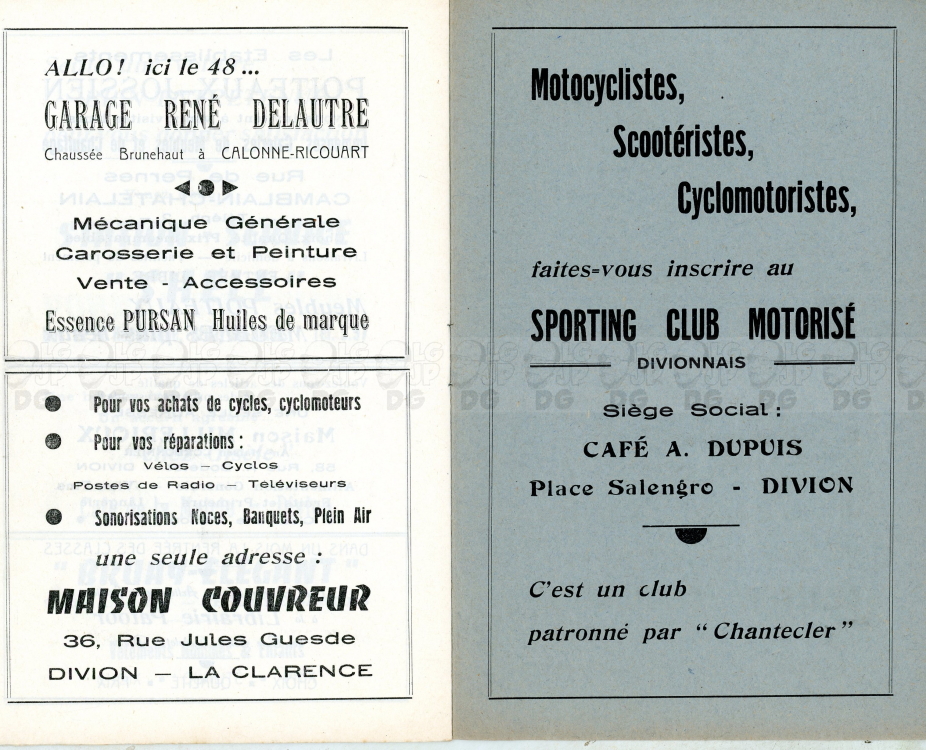 ALLO! ici le 48...
GARAGE RENÉ DELAUTRE
Chaussée Brunehaut à CALONNE-RICOUART
Mécanique Générale
Carosserie et Peinture
Vente - Accessoires
Essence PURSAN Huiles de marque
Pour vos achats de cycles, cyclomoteurs
Pour vos réparations :
Vélos — Cyclos
Postes de Radio — Teléviseurs
Sonorisations Noces, Banquets, Plein Air
une seule adresse :
MAISON COUVREUR
36, Rue Jules Guesde
DIVION — LA CLARENCE
Motocyclistes,
Scootéristes,
Cyclomotoristes,
faites=vous inscrire au
SPORTING CLUB MOTORISÉ
DIVIONNAIS
Siège Social :
CAFÉ A. DUPUIS
Place Salengro - DIVION
C'est un club
patronné par "Chantecler"